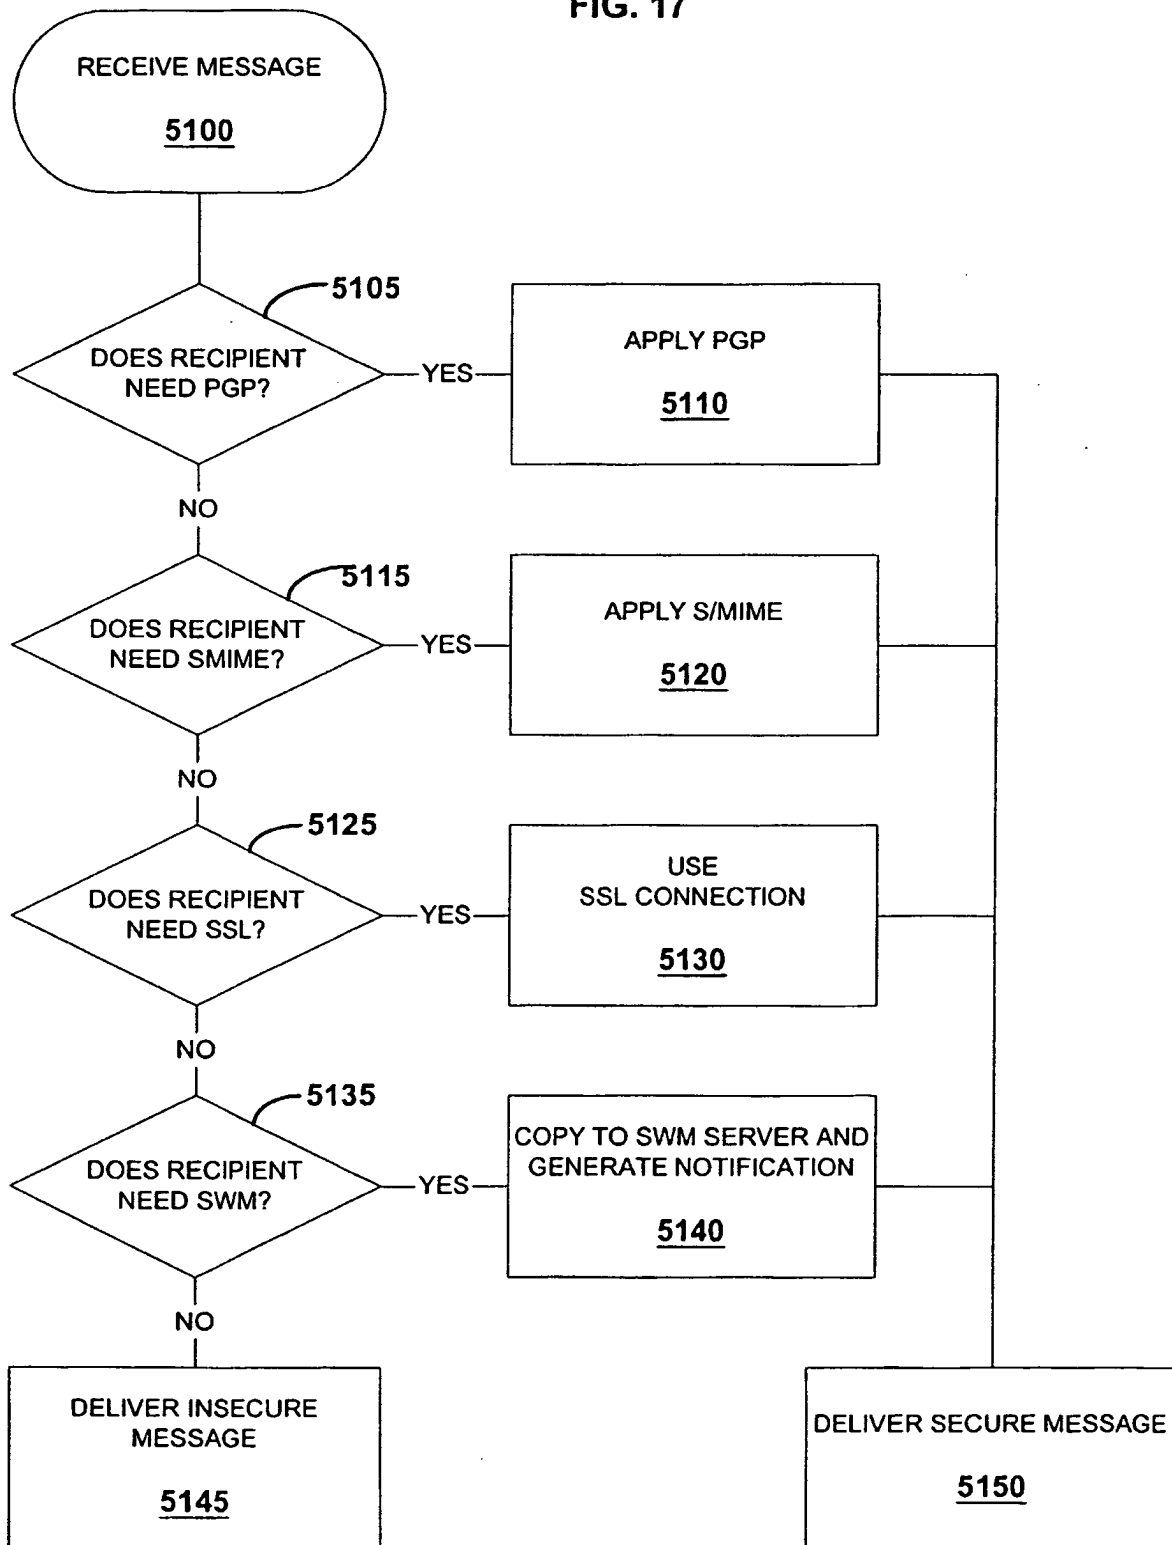 FIG. 17
RECEIVE MESSAGE
5100
5105
DOES RECIPIENT
NEED PGP?
YES
APPLY PGP
5110
NO
5115
DOES RECIPIENT
NEED SMIME?
YES
APPLY S/MIME
5120
NO
5125
DOES RECIPIENT
NEED SSL?
YES
USE
SSL CONNECTION
5130
NO
5135
DOES RECIPIENT
NEED SWM?
YES
COPY TO SWM SERVER AND
GENERATE NOTIFICATION
5140
NO
DELIVER INSECURE
MESSAGE
5145
DELIVER SECURE MESSAGE
5150